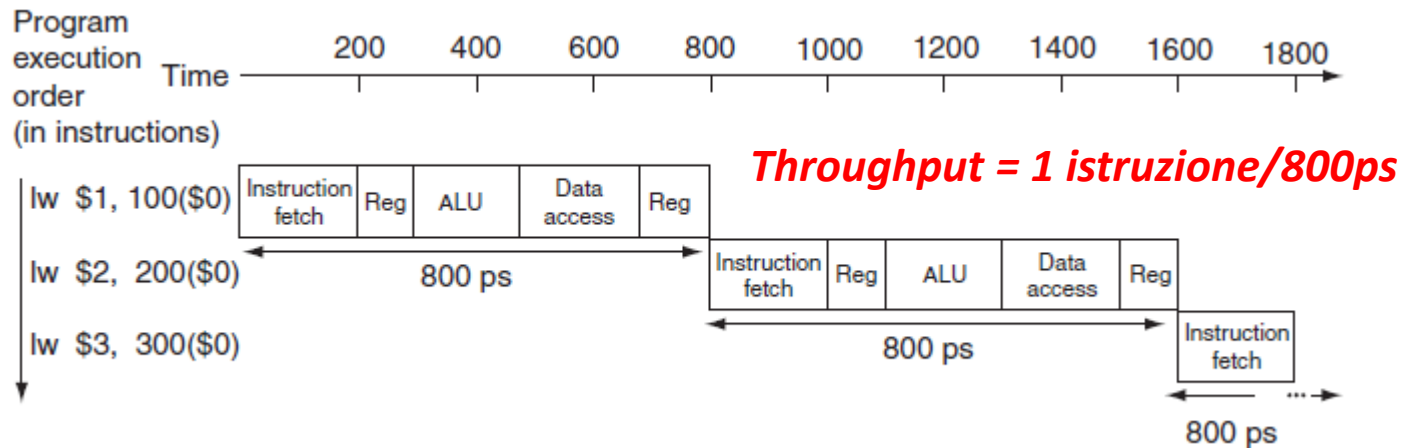 Program
execution
order
(in instructions)
Time
200 400 600 800 1000 1200 1400 1600 1800
Throughput = 1 istruzione/800ps
lw $1, 100($0)
Instruction
fetch
Reg
ALU
Data
access
Reg
800 ps
lw $2, 200($0)
Instruction
fetch
Reg
ALU
Data
access
Reg
800 ps
lw $3, 300($0)
Instruction
fetch
...
800 ps